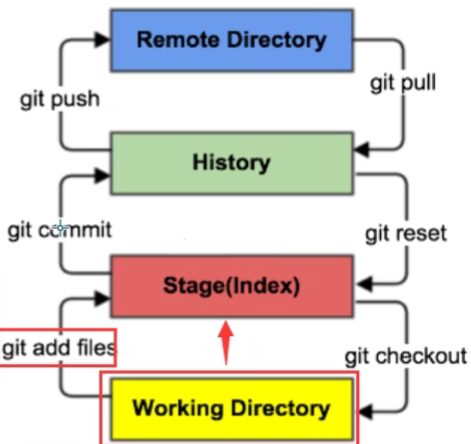 Remote Directory
git pull
git push
History
git commit
git reset
Stage(Index)
git add files
git checkout
Working Directory